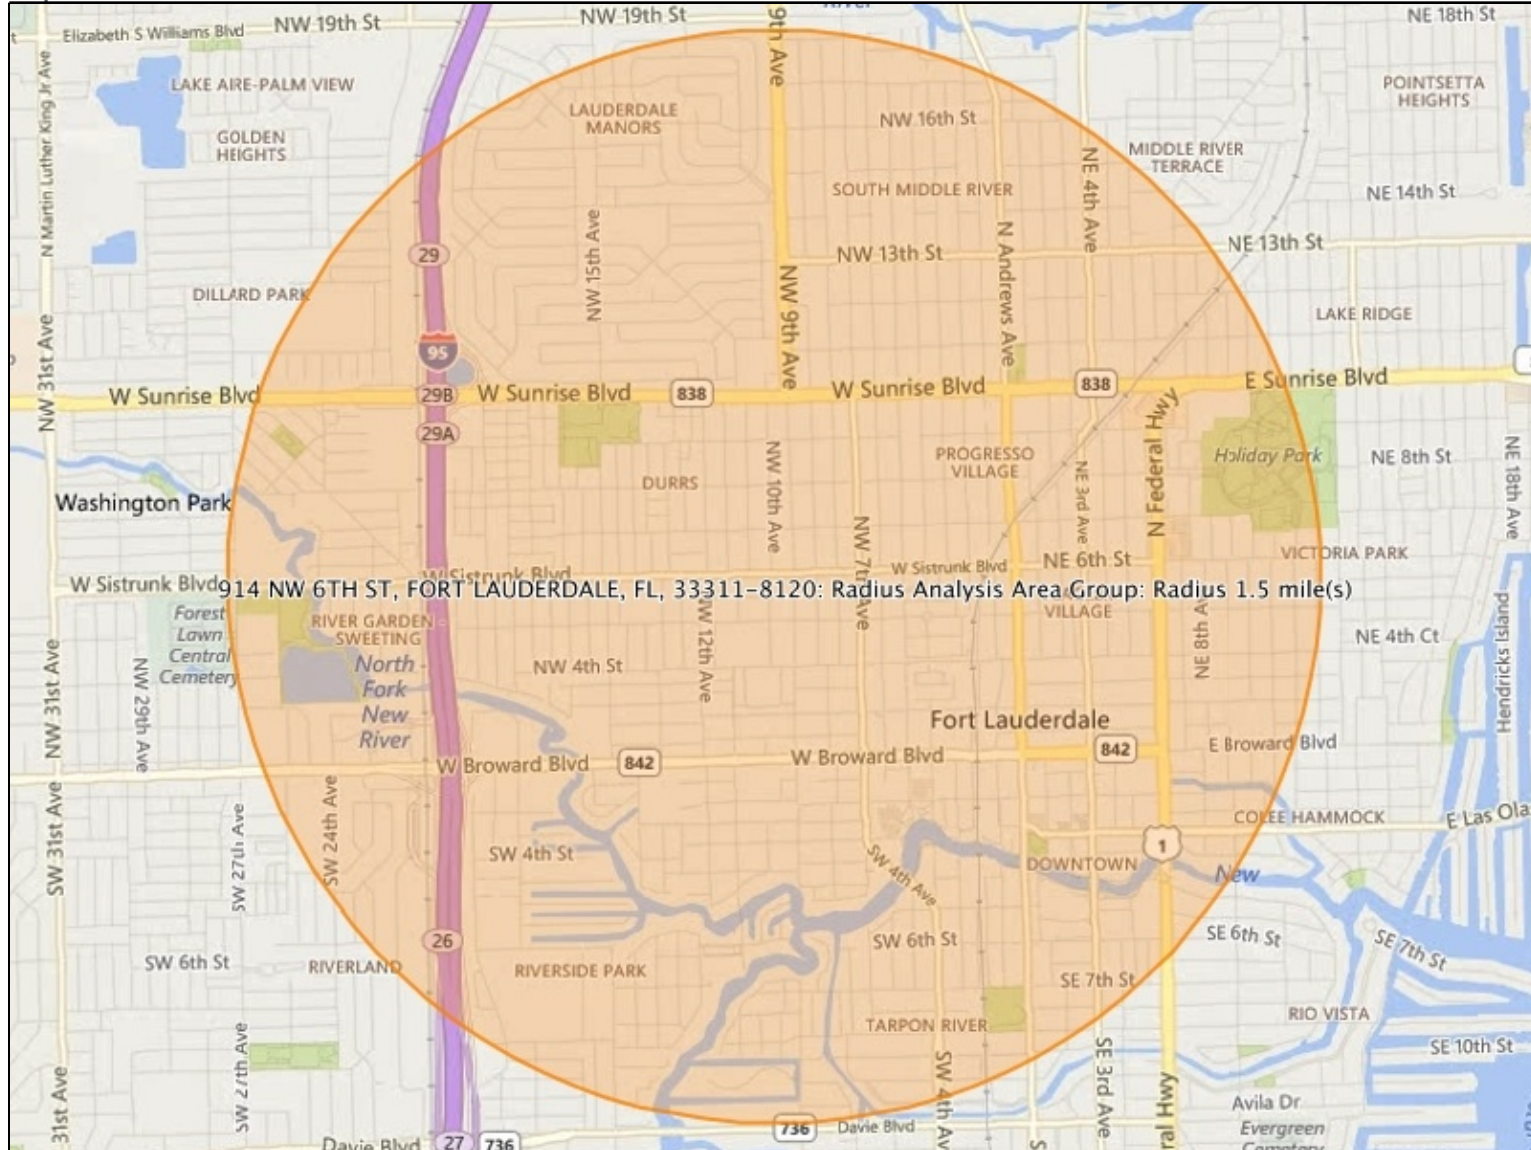 River
NW 19th St
NW 19th St
NE 18th St
Elizabeth S Williams Blvd
9th Ave
LAKE AIRE-PALM VIEW
POINTSETTA
HEIGHTS
LAUDERDALE
MANORS
NW 16th St
GOLDEN
HEIGHTS
MIDDLE RIVER
TERRACE
N Martin Luther King Jr Ave
NE 4th Ave
SOUTH MIDDLE RIVER
NE 14th St
NW 15th Ave
N Andrews Ave
NE 13th St
29
NW 13th St
DILLARD PARK
NW 9th Ave
LAKE RIDGE
95
NW 31st Ave
W Sunrise Blvd
29B
W Sunrise Blvd
838
W Sunrise Blvd
838
E Sunrise Blvd
29A
N Federal Hwy
PROGRESSO
VILLAGE
Holiday Park
NE 8th St
NE 18th Ave
DURRS
NW 10th Ave
NE 3rd Ave
Washington Park
NW 7th Ave
VICTORIA PARK
W Sistrunk Blvd
W Sistrunk Blvd
W Sistrunk Blvd
NE 6th St
914 NW 6TH ST, FORT LAUDERDALE, FL, 33311-8120: Radius Analysis Area Group: Radius 1.5 mile(s)
Forest
Lawn
Central
Cemetery
RIVER GARDEN -
SWEETING
VILLAGE
NE 8th Av
NE 4th Ct
Hendricks Island
NW 12th Ave
NW 4th St
North
Fork
New
River
NW 29th Ave
NW 31st Ave
Fort Lauderdale
E Broward Blvd
W Broward Blvd
842
W Broward Blvd
842
SW 31st Ave
SW 27th Ave
SW 24th Ave
COLEE HAMMOCK
E Las Ola
SW 4th St
SW 4th Ave
DOWNTOWN
1
New
26
SW 6th St
SE 6th St
SE 7th St
SW 6th St
RIVERLAND
RIVERSIDE PARK
SE 7th St
TARPON RIVER
RIO VISTA
SW 27th Ave
SE 3rd Ave
SE 10th St
31st Ave
SW 4th Av
ral Hwy
Avila Dr
Evergreen
Cemetery
Davie Blvd
27
736
736
Davie Blvd
S